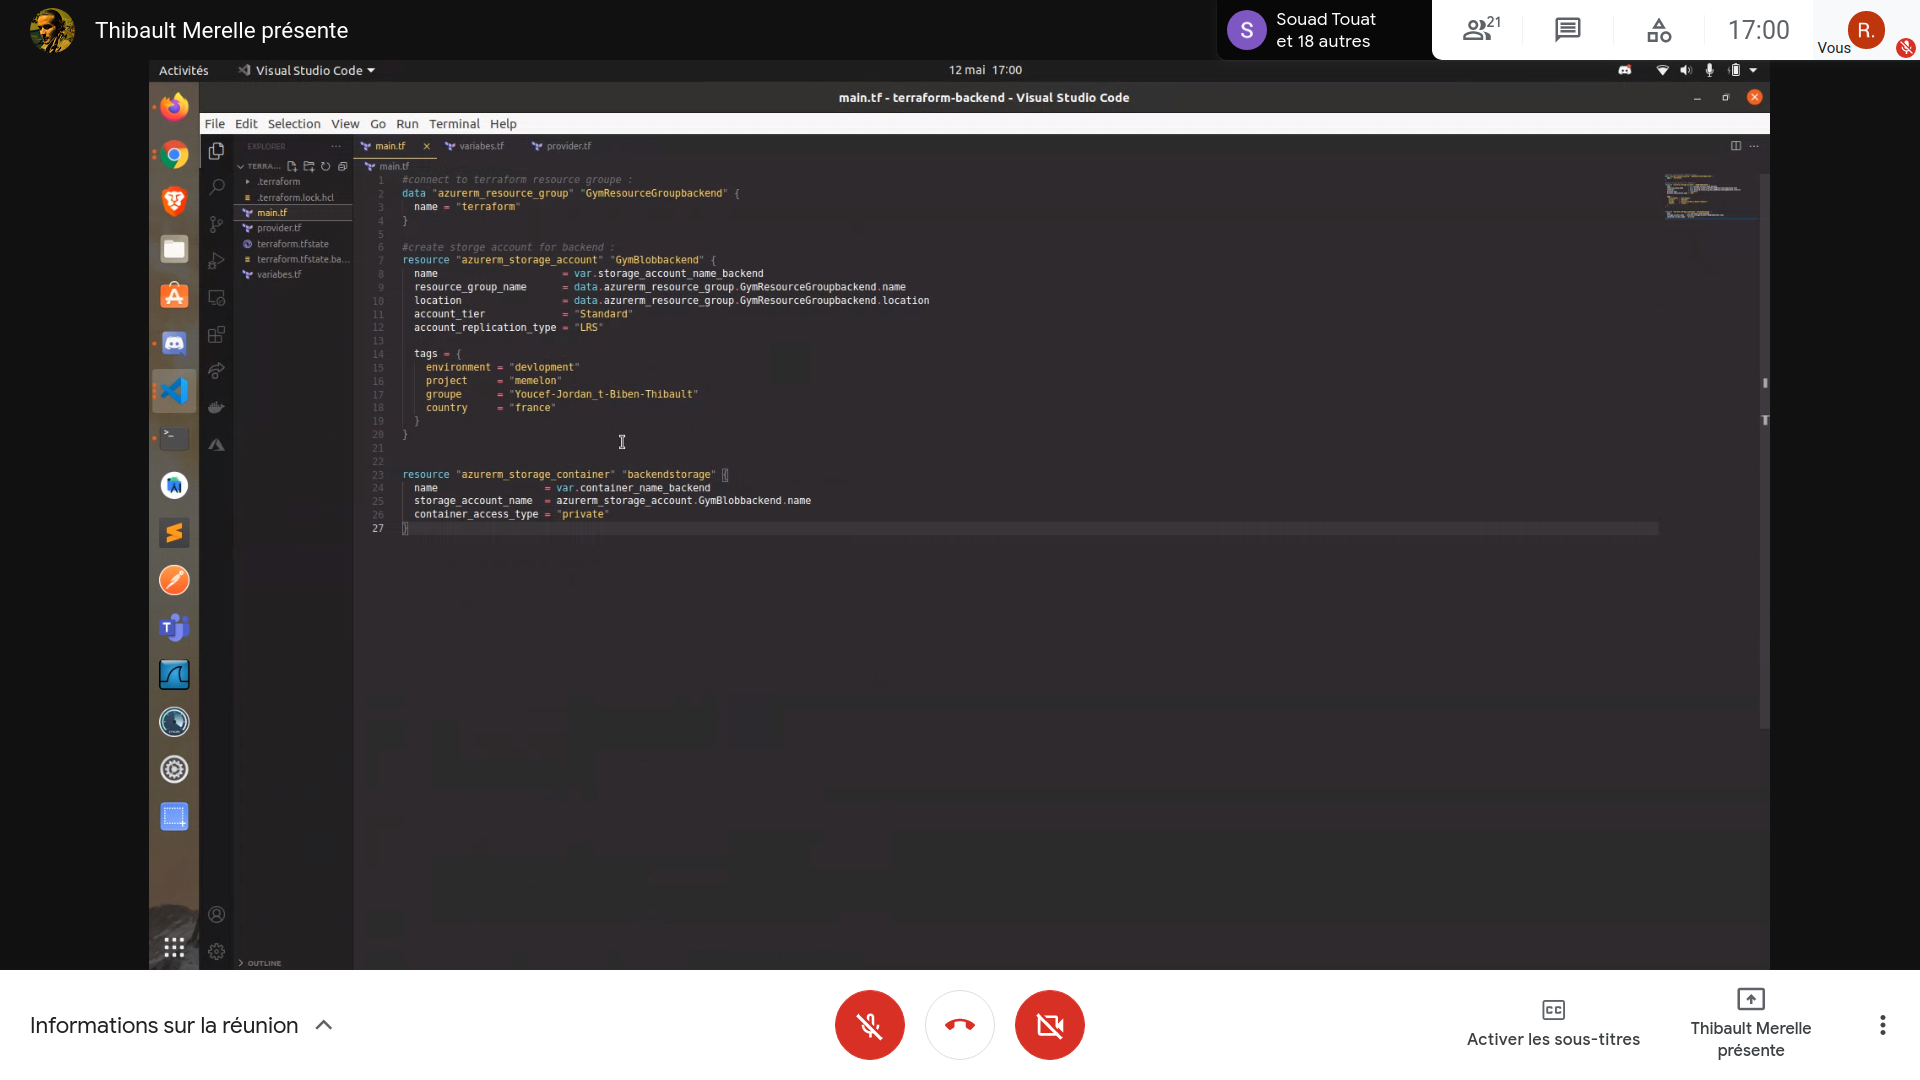 Thibault Merelle présente
S
Souad Touat
et 18 autres
21
17:00
Vous
R.
Activités
Visual Studio Code
12 mai 17:00
main.tf - terraform-backend - Visual Studio Code
File Edit Selection View Go Run Terminal Help
EXPLORER
main.tf
variabes.tf
provider.tf
TERRA...
main.tf
.terraform
.terraform.lock.hcl
main.tf
provider.tf
terraform.tfstate
terraform.tfstate.ba...
variabes.tf
1 #connect to terraform resource groupe :
2 data "azurerm_resource_group" "GymResourceGroupbackend" {
3 name = "terraform"
4 }
5
6 #create storge account for backend :
7 resource "azurerm_storage_account" "GymBlobbackend" {
8 name = var.storage_account_name_backend
9 resource_group_name = data.azurerm_resource_group.GymResourceGroupbackend.name
10 location = data.azurerm_resource_group.GymResourceGroupbackend.location
11 account_tier = "Standard"
12 account_replication_type = "LRS"
13
14 tags = {
15 environment = "devlopment"
16 project = "memelon"
17 groupe = "Youcef-Jordan_t-Biben-Thibault"
18 country = "france"
19 }
20 }
21
22
23 resource "azurerm_storage_container" "backendstorage" {
24 name = var.container_name_backend
25 storage_account_name = azurerm_storage_account.GymBlobbackend.name
26 container_access_type = "private"
27 }
OUTLINE
Informations sur la réunion
CC
Activer les sous-titres
Thibault Merelle
présente